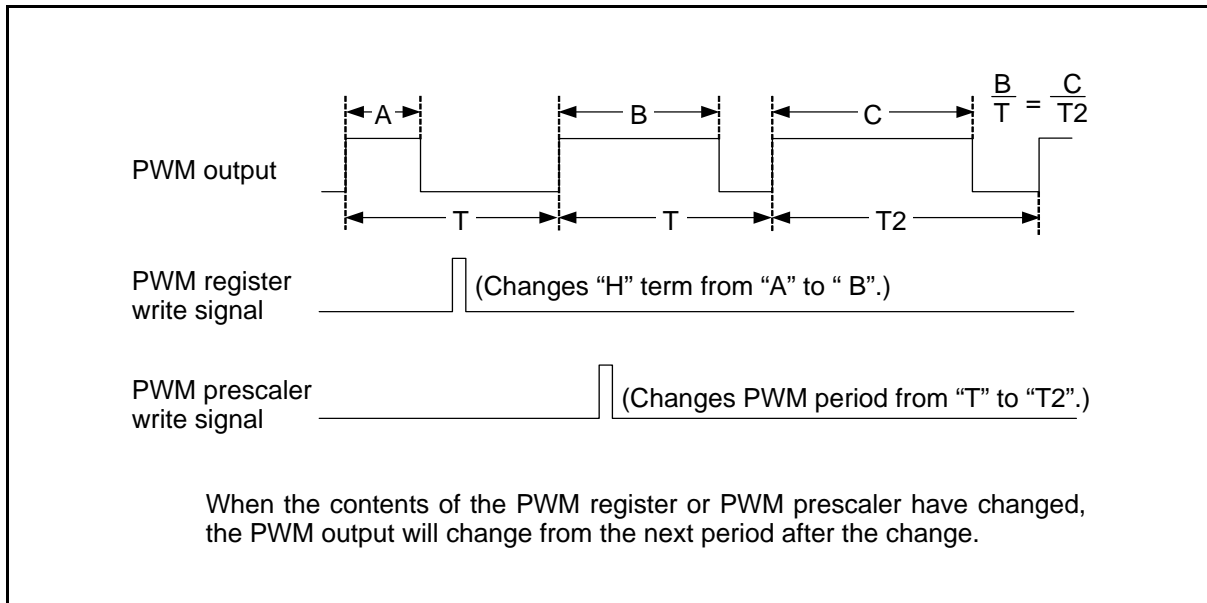 A
B
C
B/T = C/T2
PWM output
T
T
T2
PWM register
write signal
(Changes “H” term from “A” to “ B”.)
PWM prescaler
write signal
(Changes PWM period from “T” to “T2”.)
When the contents of the PWM register or PWM prescaler have changed,
the PWM output will change from the next period after the change.